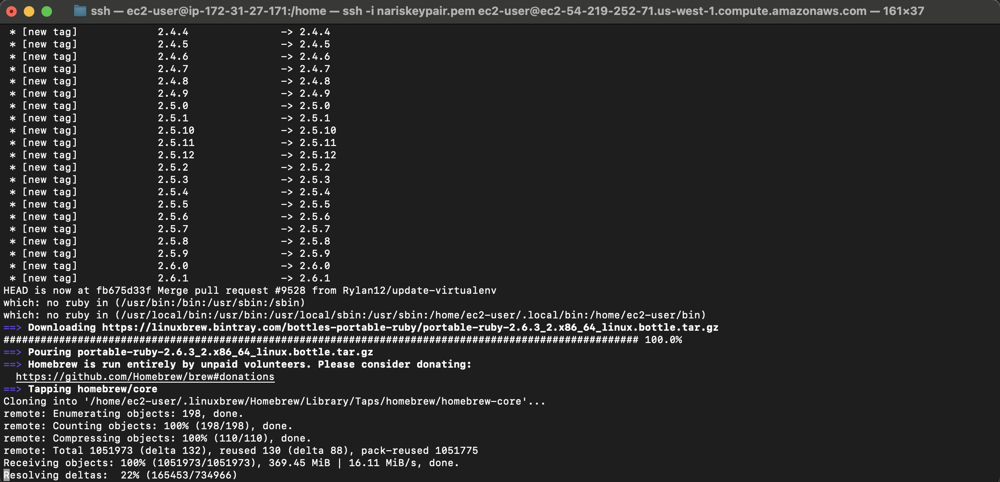 ssh — ec2-user@ip-172-31-27-171:/home — ssh -i nariskeypair.pem ec2-user@ec2-54-219-252-71.us-west-1.compute.amazonaws.com — 161×37
* [new tag]             2.4.4               -> 2.4.4
* [new tag]             2.4.5               -> 2.4.5
* [new tag]             2.4.6               -> 2.4.6
* [new tag]             2.4.7               -> 2.4.7
* [new tag]             2.4.8               -> 2.4.8
* [new tag]             2.4.9               -> 2.4.9
* [new tag]             2.5.0               -> 2.5.0
* [new tag]             2.5.1               -> 2.5.1
* [new tag]             2.5.10              -> 2.5.10
* [new tag]             2.5.11              -> 2.5.11
* [new tag]             2.5.12              -> 2.5.12
* [new tag]             2.5.2               -> 2.5.2
* [new tag]             2.5.3               -> 2.5.3
* [new tag]             2.5.4               -> 2.5.4
* [new tag]             2.5.5               -> 2.5.5
* [new tag]             2.5.6               -> 2.5.6
* [new tag]             2.5.7               -> 2.5.7
* [new tag]             2.5.8               -> 2.5.8
* [new tag]             2.5.9               -> 2.5.9
* [new tag]             2.6.0               -> 2.6.0
* [new tag]             2.6.1               -> 2.6.1
HEAD is now at fb675d33f Merge pull request #9528 from Rylan12/update-virtualenv
which: no ruby in (/usr/bin:/bin:/usr/sbin:/sbin)
which: no ruby in (/usr/local/bin:/usr/bin:/usr/local/sbin:/usr/sbin:/home/ec2-user/.local/bin:/home/ec2-user/bin)
==> Downloading https://linuxbrew.bintray.com/bottles-portable-ruby/portable-ruby-2.6.3_2.x86_64_linux.bottle.tar.gz
####################################################################################################### 100.0%
==> Pouring portable-ruby-2.6.3_2.x86_64_linux.bottle.tar.gz
==> Homebrew is run entirely by unpaid volunteers. Please consider donating:
https://github.com/Homebrew/brew#donations
==> Tapping homebrew/core
Cloning into '/home/ec2-user/.linuxbrew/Homebrew/Library/Taps/homebrew/homebrew-core'...
remote: Enumerating objects: 198, done.
remote: Counting objects: 100% (198/198), done.
remote: Compressing objects: 100% (110/110), done.
remote: Total 1051973 (delta 132), reused 130 (delta 88), pack-reused 1051775
Receiving objects: 100% (1051973/1051973), 369.45 MiB | 16.11 MiB/s, done.
Resolving deltas:  22% (165453/734966)